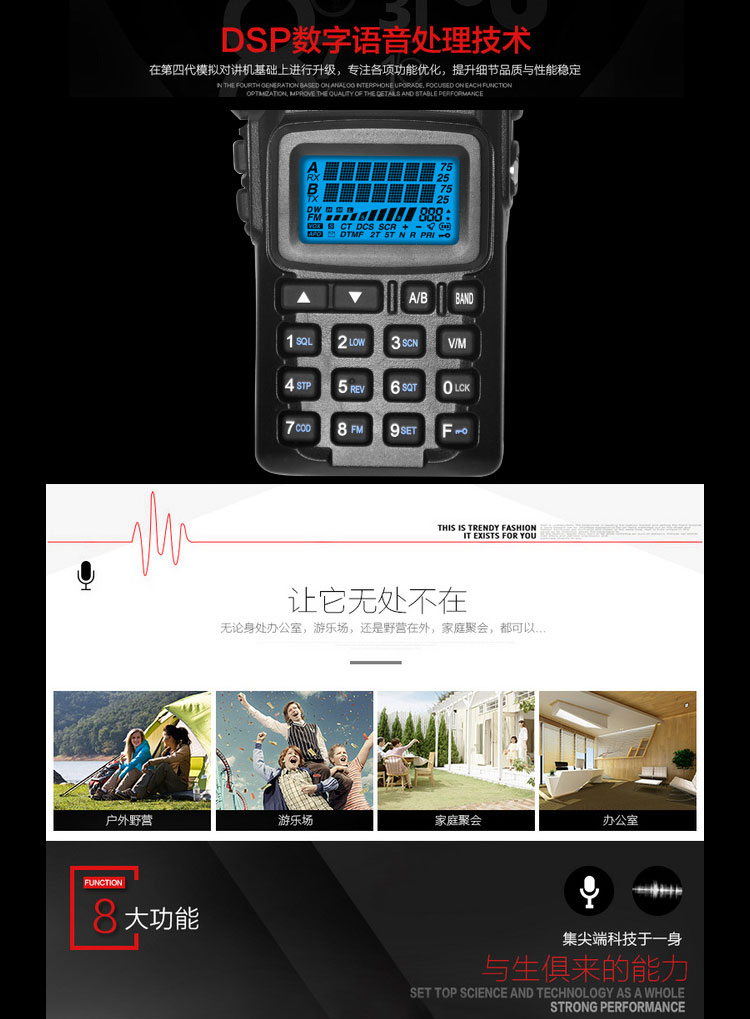 DSP数字语音处理技术
在第四代模拟对讲机基础上进行升级，专注各项功能优化，提升细节品质与性能稳定
IN THE FOURTH GENERATION BASED ON ANALOG INTERPHONE UPGRADE, FOCUSED ON EACH FUNCTION
OPTIMIZATION, IMPROVE THE QUALITY OF THE DETAILS AND STABLE PERFORMANCE
A 75
RX 25
B 75
TX 25
DW H M L
FM 888
VOX R CT DCS SCR + -
APO DTMF 2T 5T N R PRI
▲ ▼ A/B BAND
1 SQL 2 LOW 3 SCN V/M
4 STP 5 REV 6 SQT 0 LCK
7 COD 8 FM 9 SET F
THIS IS TRENDY FASHION
IT EXISTS FOR YOU
让它无处不在
无论身处办公室，游乐场，还是野营在外，家庭聚会，都可以...
户外野营 游乐场 家庭聚会 办公室
FUNCTION
8大功能
集尖端科技于一身
与生俱来的能力
SET TOP SCIENCE AND TECHNOLOGY AS A WHOLE
STRONG PERFORMANCE